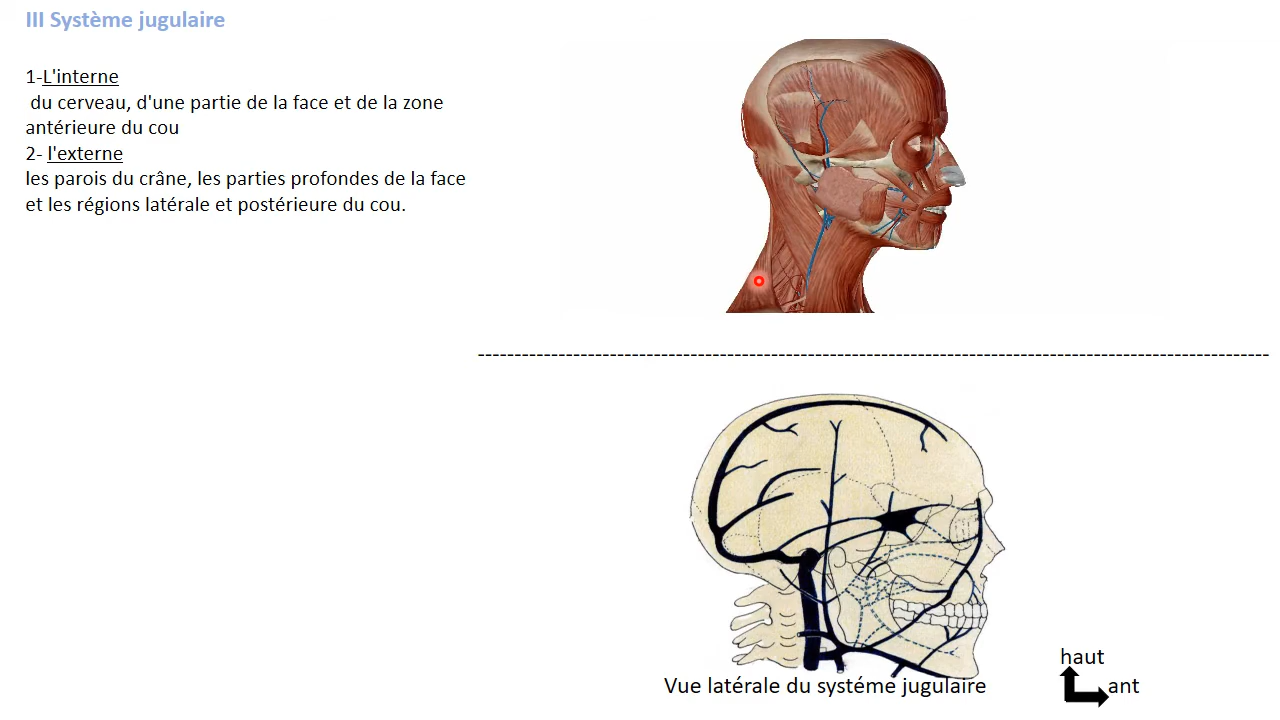 III Système jugulaire
1-L'interne
du cerveau, d'une partie de la face et de la zone
antérieure du cou
2- l'externe
les parois du crâne, les parties profondes de la face
et les régions latérale et postérieure du cou.
haut
ant
Vue latérale du systéme jugulaire